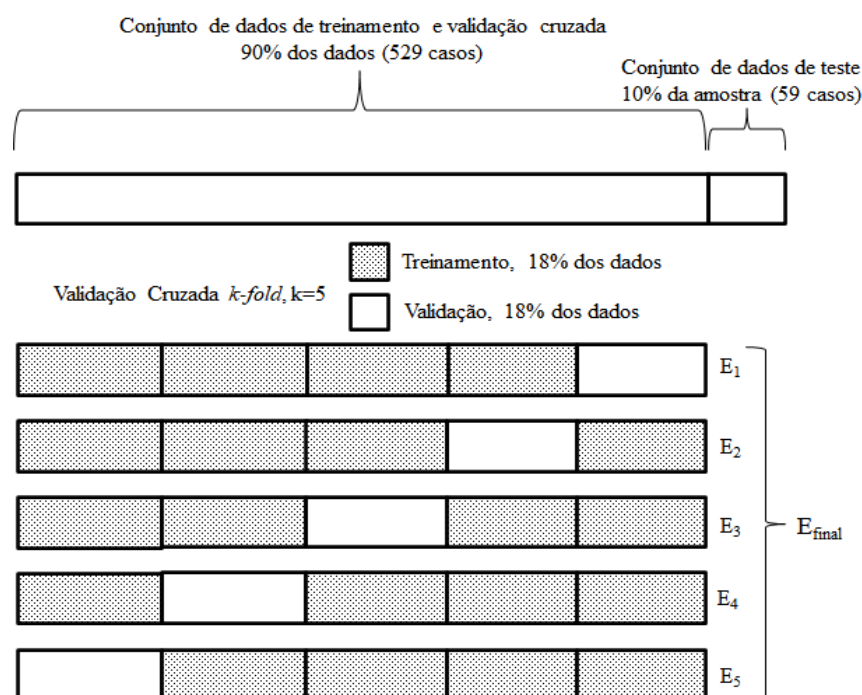 Conjunto de dados de treinamento e validação cruzada
90% dos dados (529 casos)
Conjunto de dados de teste
10% da amostra (59 casos)
Treinamento, 18% dos dados
Validação Cruzada k-fold, k=5
Validação, 18% dos dados
E1
E2
E3
Efinal
E4
E5